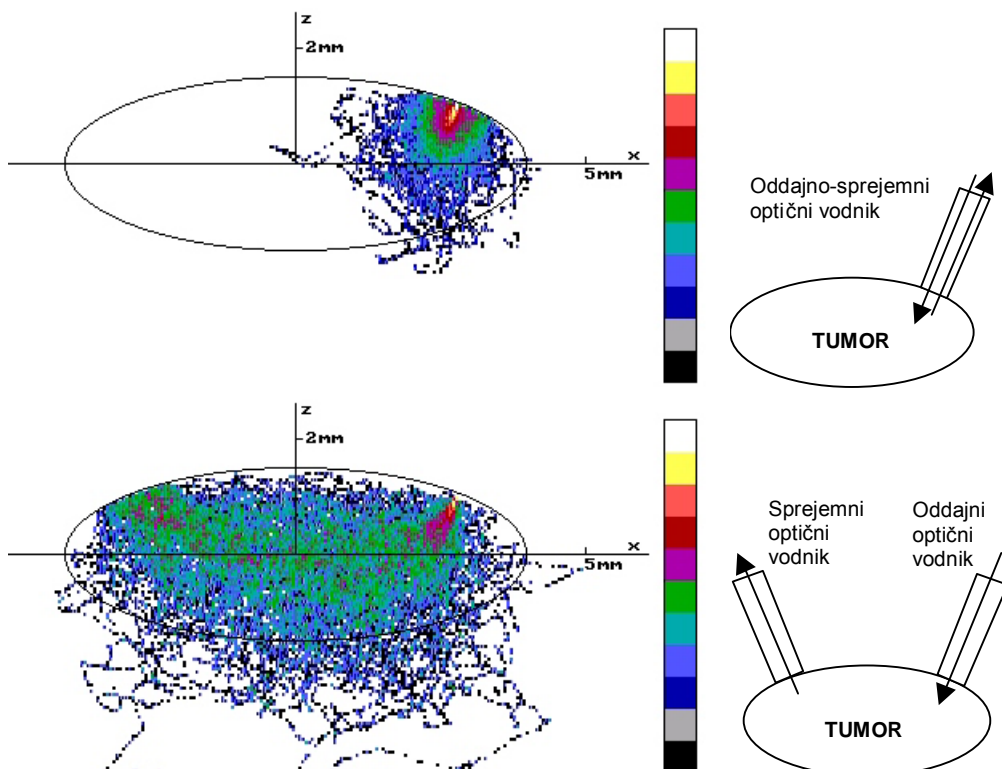 z
2mm
x
5mm
Oddajno-sprejemni
optični vodnik
TUMOR
z
2mm
x
5mm
Sprejemni
optični
vodnik
Oddajni
optični
vodnik
TUMOR